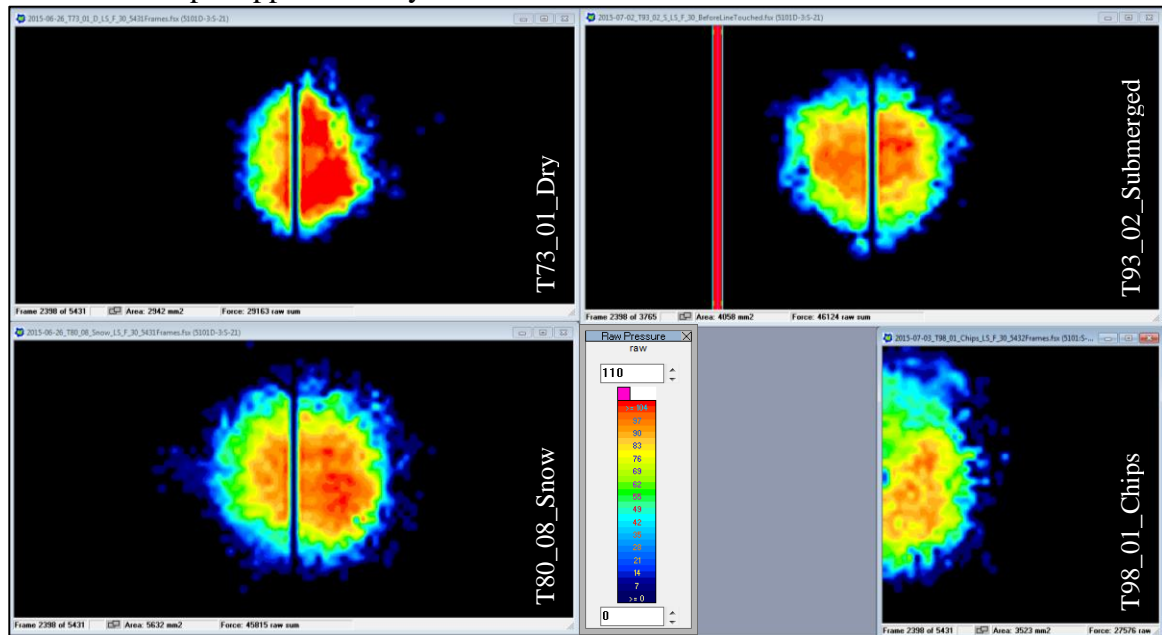 2015-06-26_T73_01_D_LS_F_30_5431Frames.fsx (5101D-3:S-21)
T73_01_Dry
Frame 2398 of 5431 Area: 2942 mm2 Force: 29163 raw sum
2015-07-02_T93_02_S_LS_F_30_BeforeLineTouched.fsx (5101D-3:S-21)
T93_02_Submerged
Frame 2398 of 3765 Area: 4058 mm2 Force: 46124 raw sum
2015-06-26_T80_08_Snow_LS_F_30_5431Frames.fsx (5101D-3:S-21)
T80_08_Snow
Frame 2398 of 5431 Area: 5632 mm2 Force: 45815 raw sum
Raw Pressure
raw
110
>= 104
97
90
83
76
69
62
55
49
42
35
28
21
14
7
>= 0
0
2015-07-03_T98_01_Chips_LS_F_30_5432Frames.fsx (5101:S-...
T98_01_Chips
Frame 2398 of 5431 Area: 3523 mm2 Force: 27576 raw